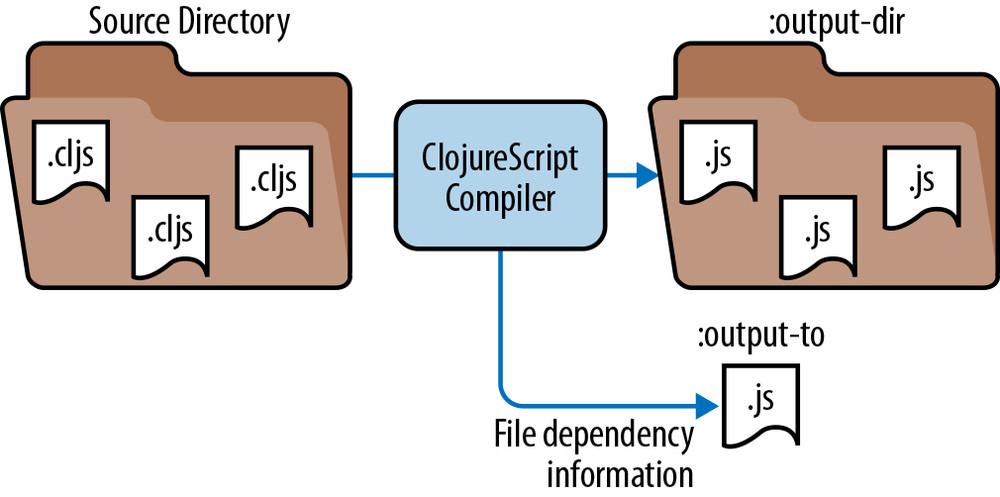 Source Directory
:output-dir
.cljs
.cljs
.cljs
ClojureScript
Compiler
.js
.js
.js
:output-to
.js
File dependency
information